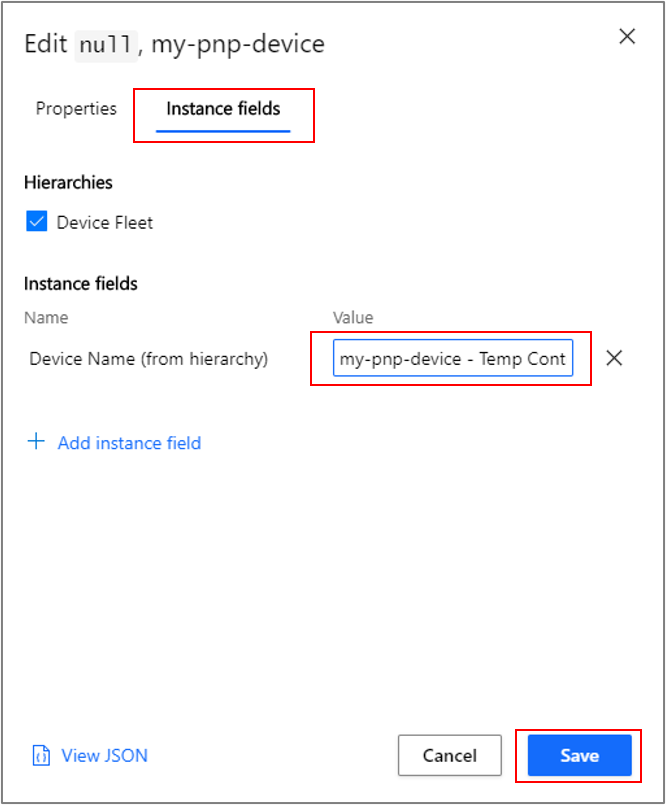 Edit null, my-pnp-device
Properties
Instance fields
Hierarchies
Device Fleet
Instance fields
Name Value
Device Name (from hierarchy) my-pnp-device - Temp Cont
Add instance field
View JSON
Cancel
Save